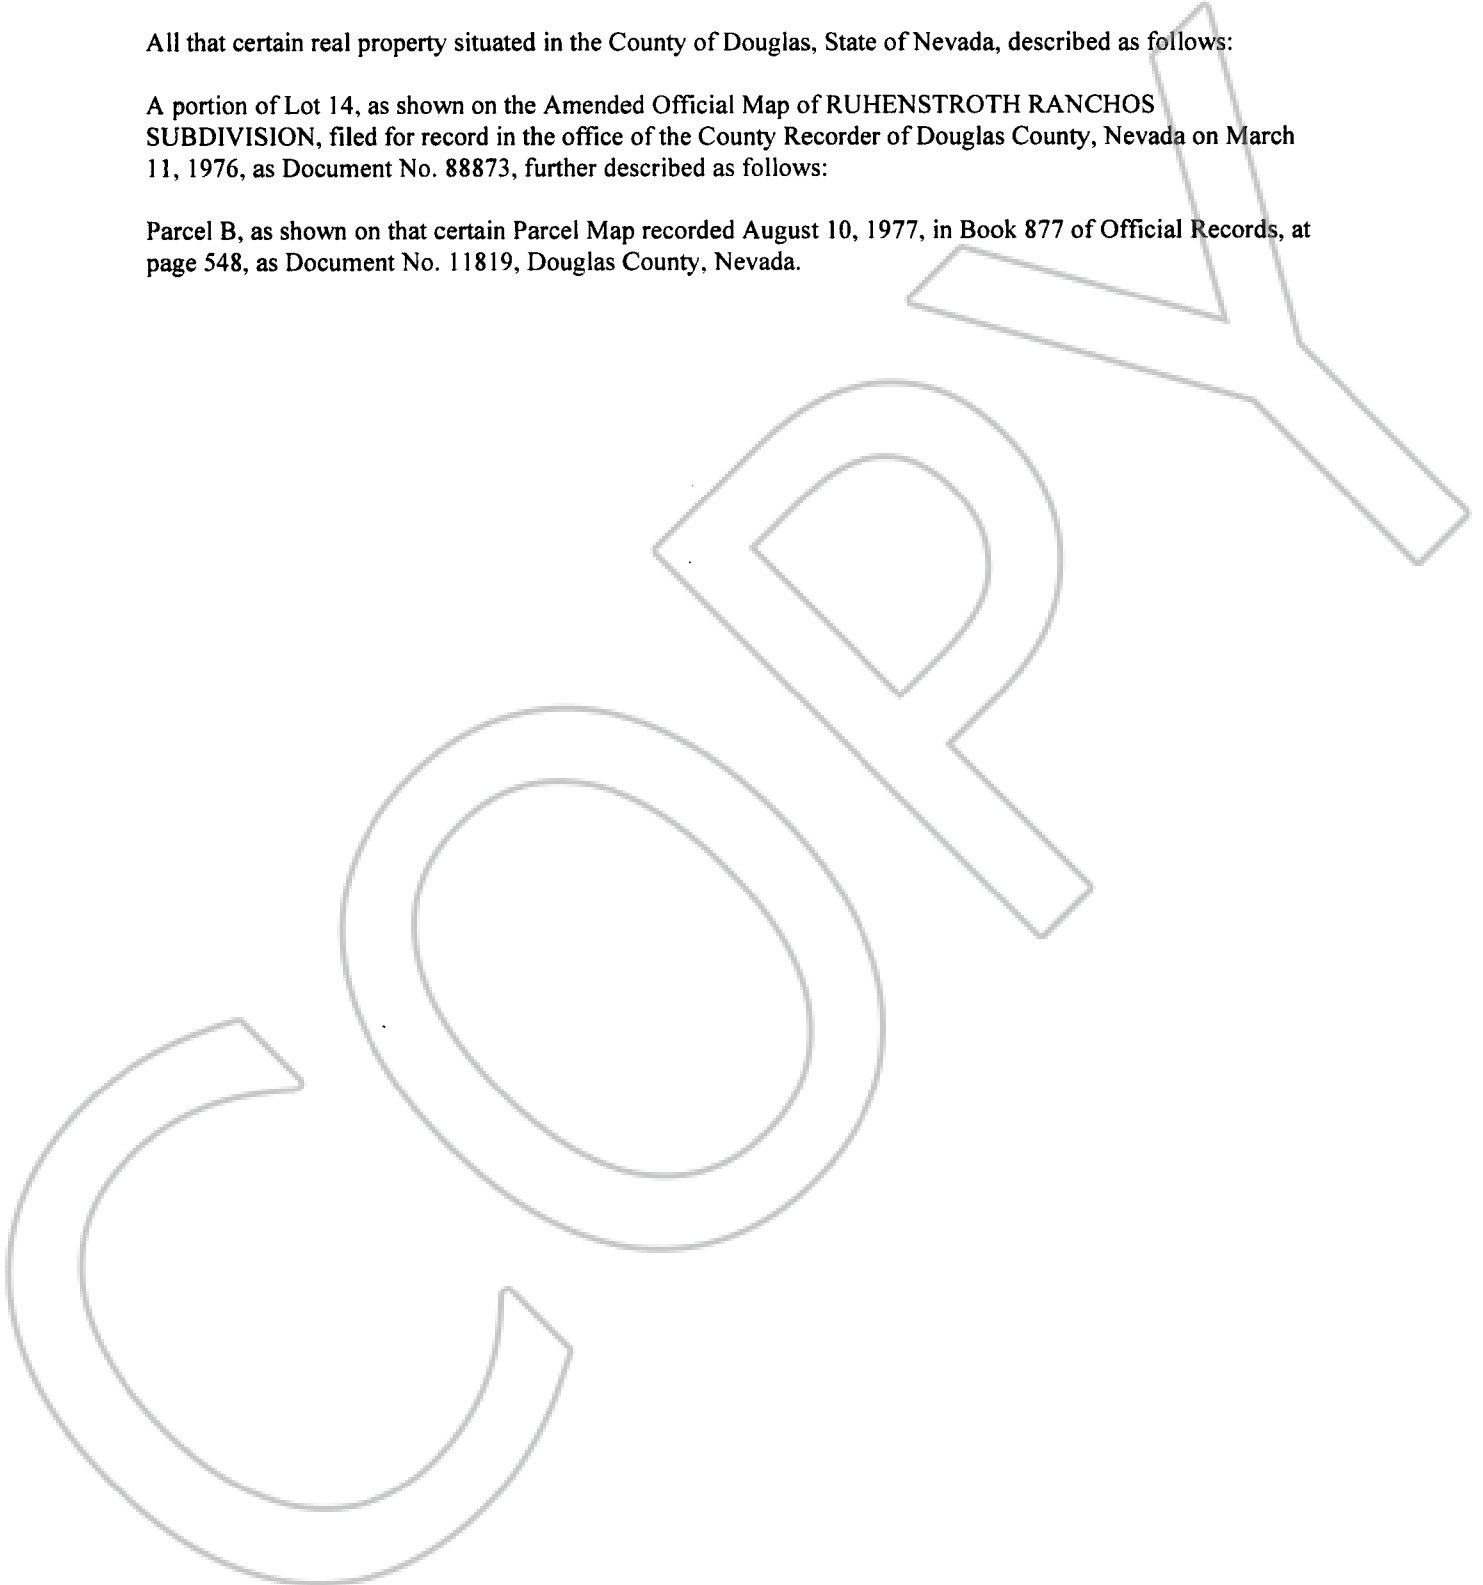 All that certain real property situated in the County of Douglas, State of Nevada, described as follows:
A portion of Lot 14, as shown on the Amended Official Map of RUHENSTROTH RANCHOS
SUBDIVISION, filed for record in the office of the County Recorder of Douglas County, Nevada on March
11, 1976, as Document No. 88873, further described as follows:
Parcel B, as shown on that certain Parcel Map recorded August 10, 1977, in Book 877 of Official Records, at
page 548, as Document No. 11819, Douglas County, Nevada.
COPY